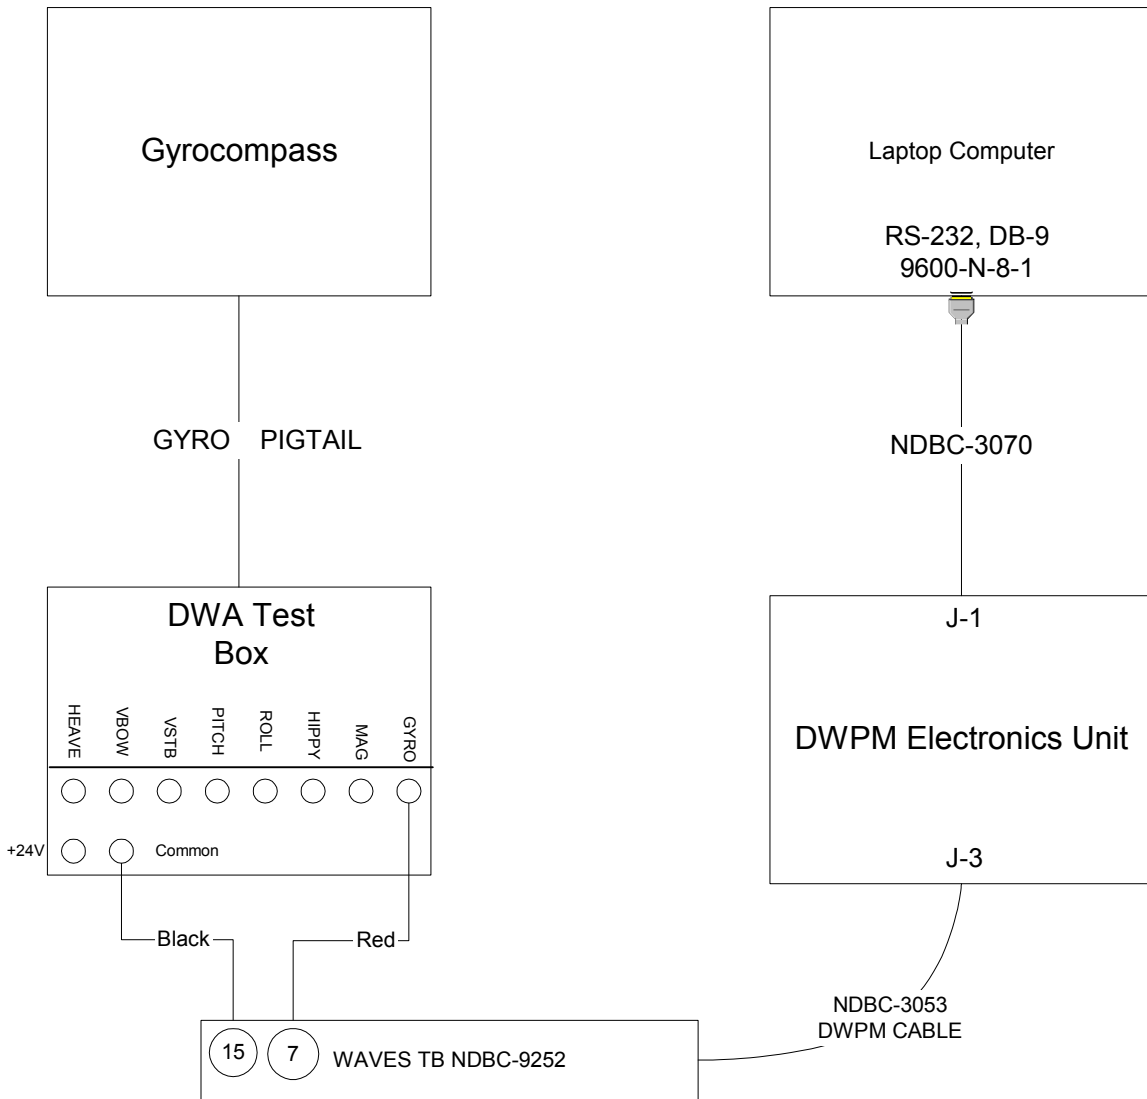 Gyrocompass
Laptop Computer
RS-232, DB-9
9600-N-8-1
GYRO PIGTAIL
NDBC-3070
DWA Test
Box
HEAVE
VBOW
VSTB
PITCH
ROLL
HIPPY
MAG
GYRO
+24V
Common
J-1
DWPM Electronics Unit
J-3
Black
Red
NDBC-3053
DWPM CABLE
15
7
WAVES TB NDBC-9252